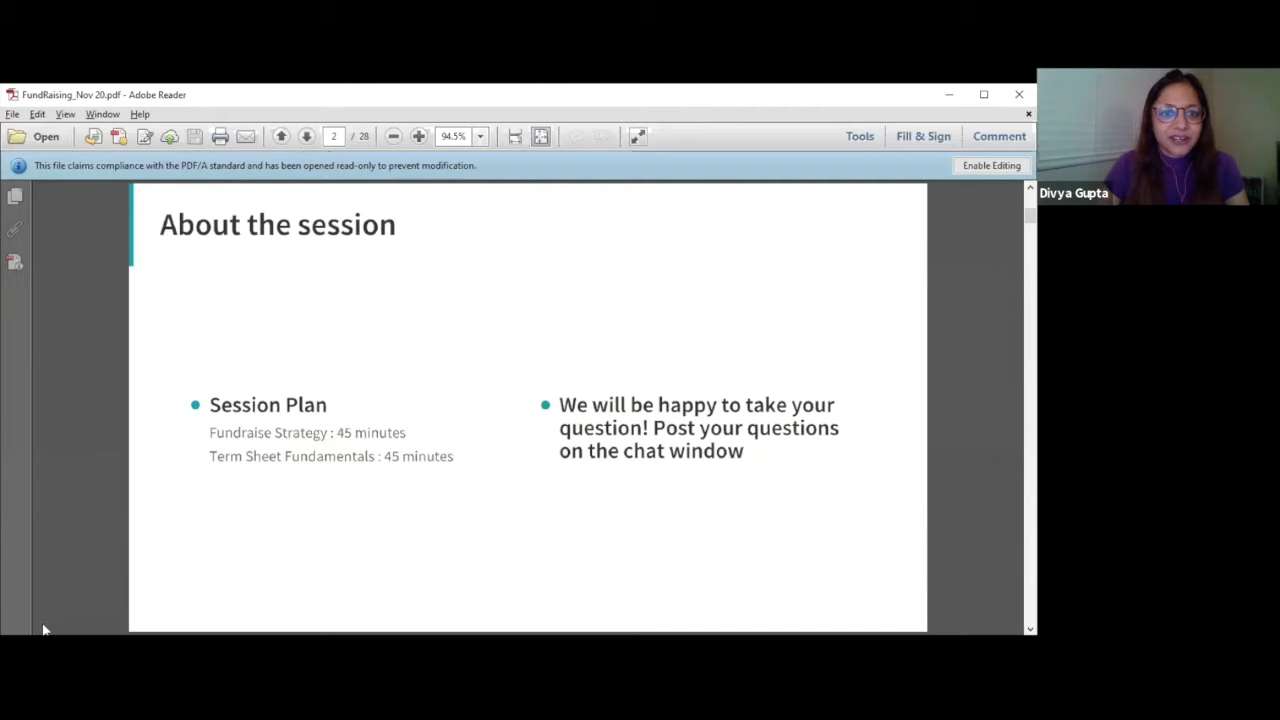 FundRaising_Nov 20.pdf - Adobe Reader
File Edit View Window Help
Open 2 / 28 94.5% Tools Fill & Sign Comment
This file claims compliance with the PDF/A standard and has been opened read-only to prevent modification. Enable Editing
Divya Gupta
About the session
Session Plan
Fundraise Strategy : 45 minutes
Term Sheet Fundamentals : 45 minutes
We will be happy to take your
question! Post your questions
on the chat window